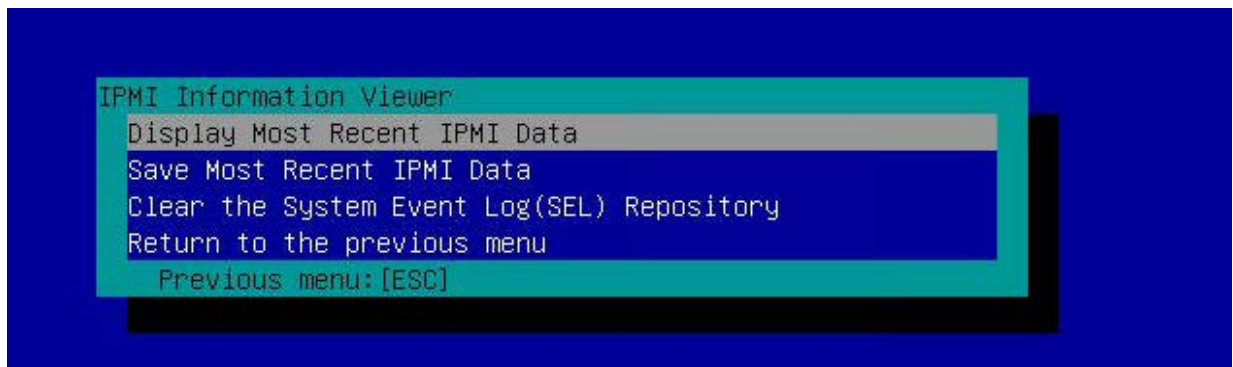 IPMI Information Viewer
Display Most Recent IPMI Data
Save Most Recent IPMI Data
Clear the System Event Log(SEL) Repository
Return to the previous menu
Previous menu:[ESC]